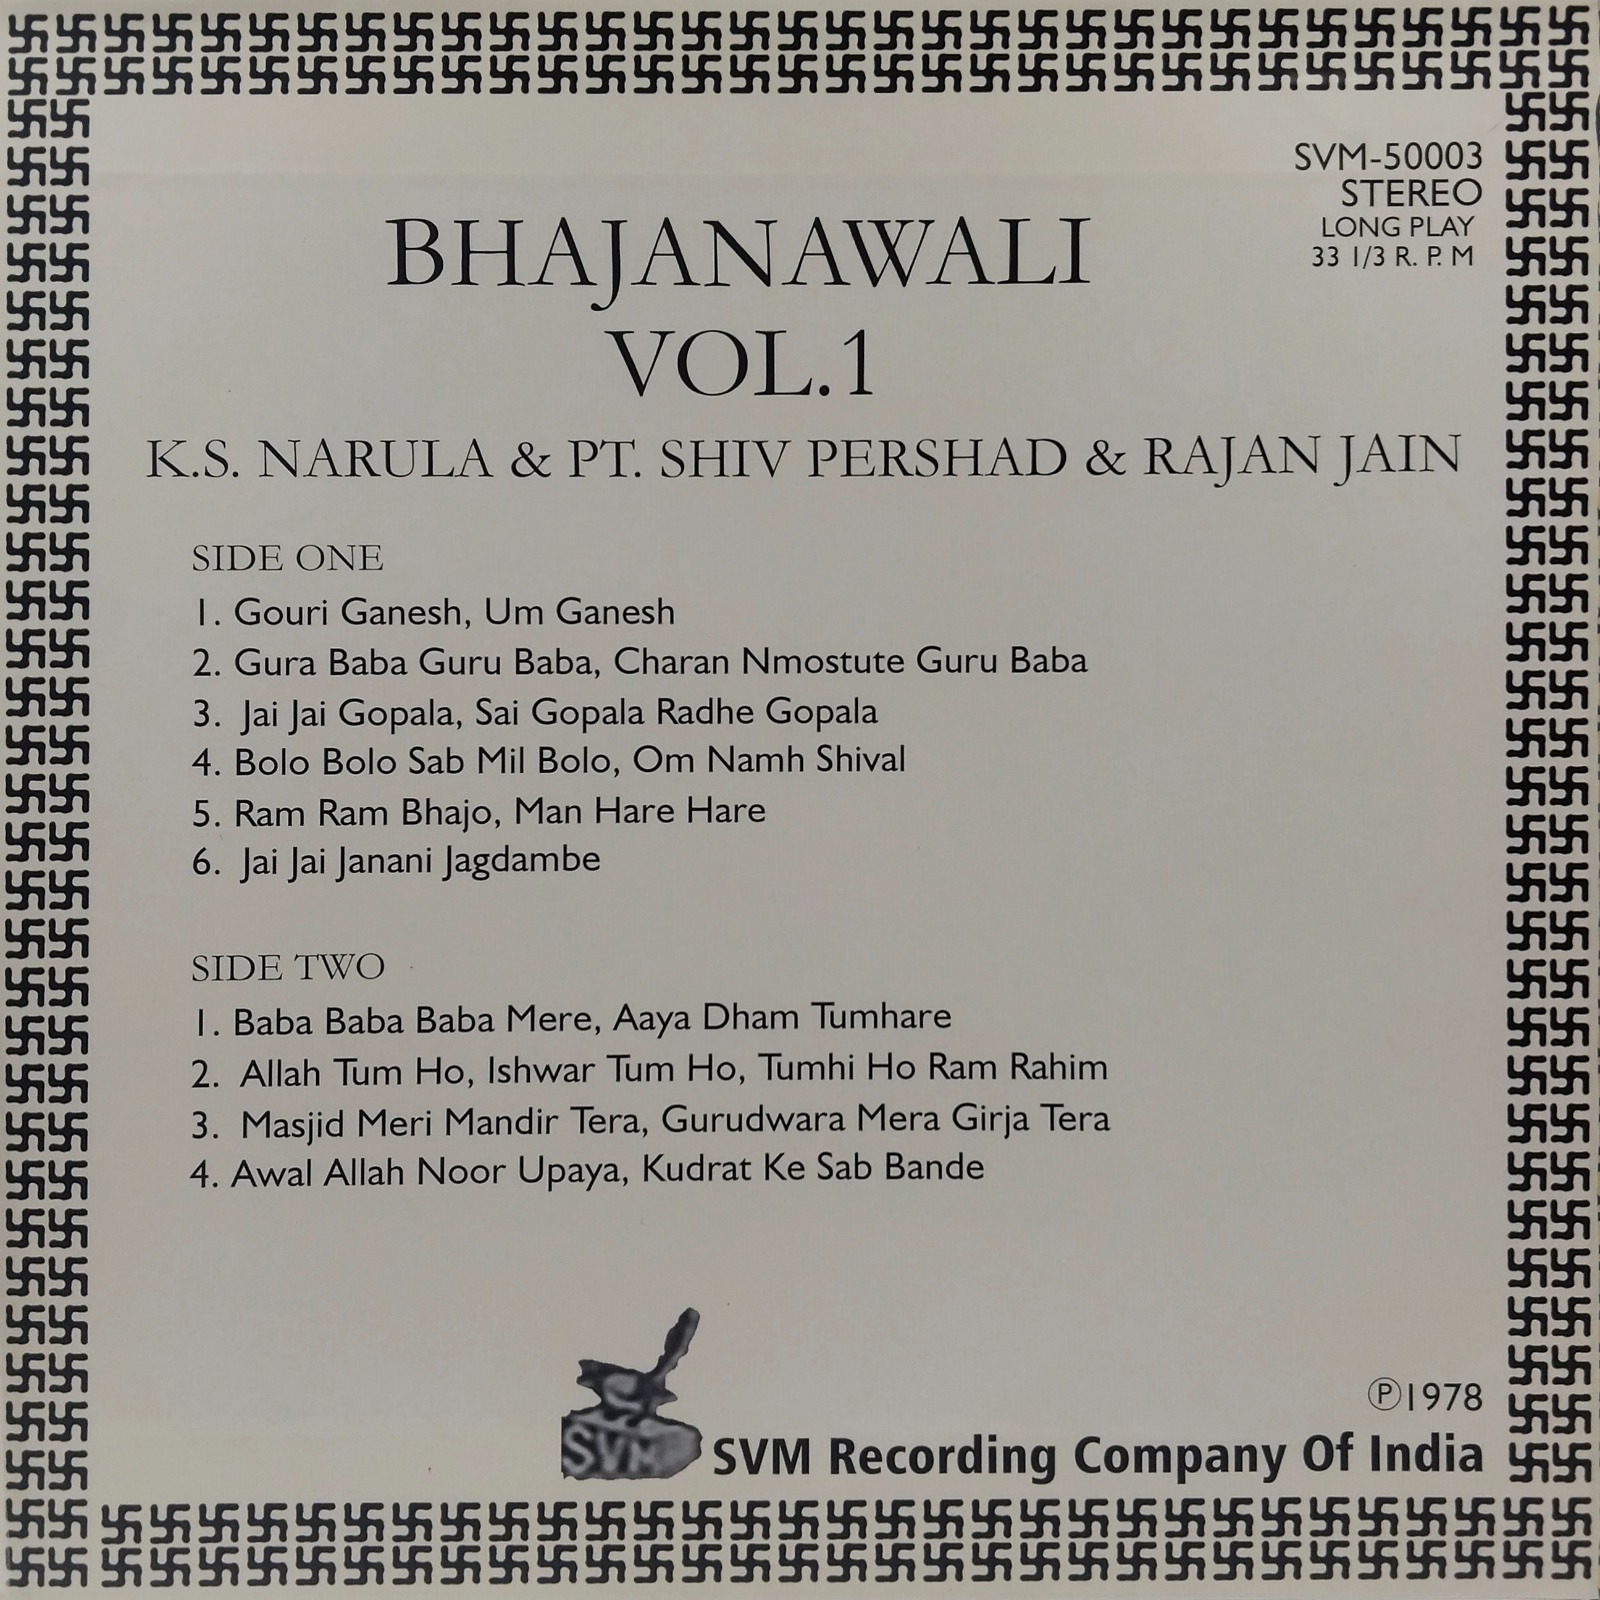 SVM-50003
STEREO
LONG PLAY
33 1/3 R. P. M
BHAJANAWALI
VOL.1
K.S. NARULA & PT. SHIV PERSHAD & RAJAN JAIN
SIDE ONE
1. Gouri Ganesh, Um Ganesh
2. Gura Baba Guru Baba, Charan Nmostute Guru Baba
3. Jai Jai Gopala, Sai Gopala Radhe Gopala
4. Bolo Bolo Sab Mil Bolo, Om Namh Shival
5. Ram Ram Bhajo, Man Hare Hare
6. Jai Jai Janani Jagdambe
SIDE TWO
1. Baba Baba Baba Mere, Aaya Dham Tumhare
2. Allah Tum Ho, Ishwar Tum Ho, Tumhi Ho Ram Rahim
3. Masjid Meri Mandir Tera, Gurudwara Mera Girja Tera
4. Awal Allah Noor Upaya, Kudrat Ke Sab Bande
℗1978
SVM
SVM Recording Company Of India